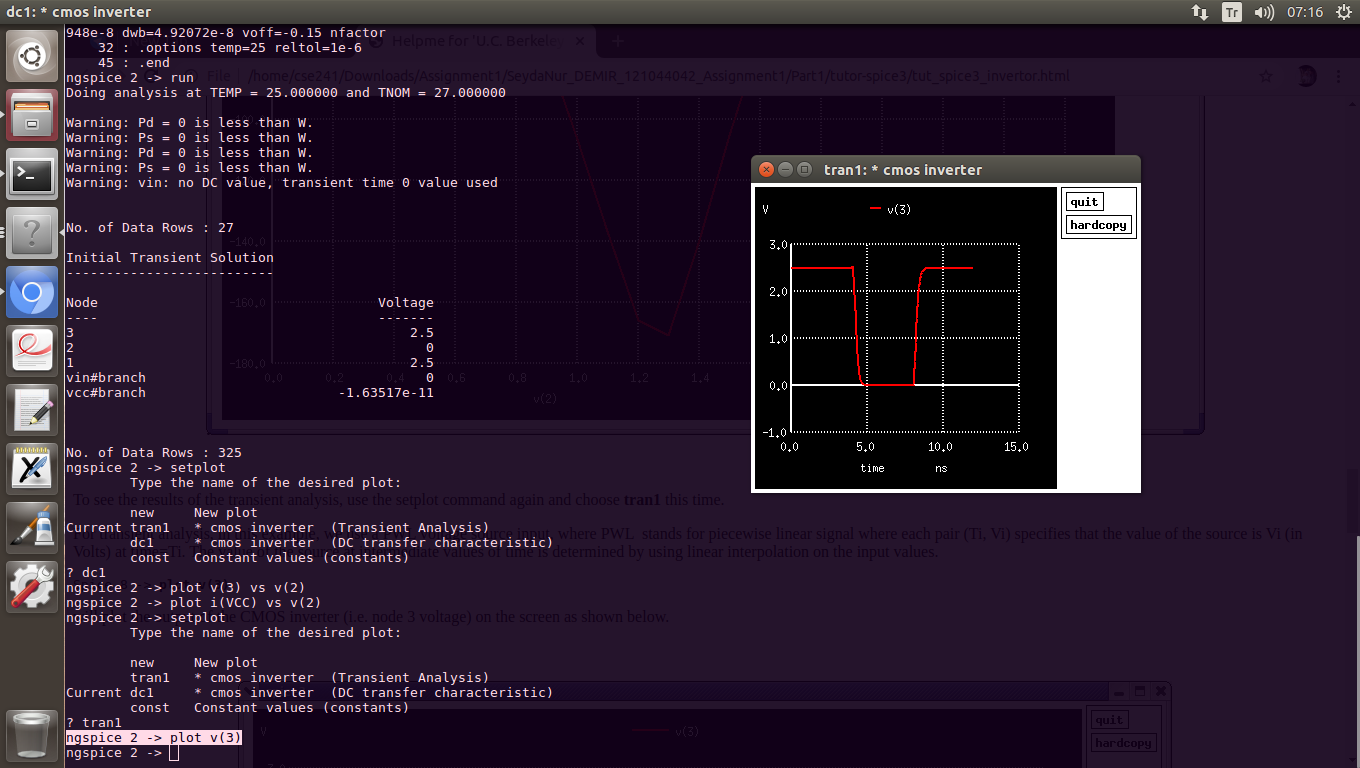 dc1: * cmos inverter
Tr
07:16
948e-8 dwb=4.92072e-8 voff=-0.15 nfactor
32 : .options temp=25 reltol=1e-6
45 : .end
ngspice 2 -> run
Doing analysis at TEMP = 25.000000 and TNOM = 27.000000
Warning: Pd = 0 is less than W.
Warning: Ps = 0 is less than W.
Warning: Pd = 0 is less than W.
Warning: Ps = 0 is less than W.
Warning: vin: no DC value, transient time 0 value used
No. of Data Rows : 27
Initial Transient Solution
--------------------------
Node Voltage
---- -------
3 2.5
2 0
1 2.5
vin#branch 0
vcc#branch -1.63517e-11
No. of Data Rows : 325
ngspice 2 -> setplot
Type the name of the desired plot:
new New plot
Current tran1 * cmos inverter (Transient Analysis)
dc1 * cmos inverter (DC transfer characteristic)
const Constant values (constants)
? dc1
ngspice 2 -> plot v(3) vs v(2)
ngspice 2 -> plot i(VCC) vs v(2)
ngspice 2 -> setplot
Type the name of the desired plot:
new New plot
tran1 * cmos inverter (Transient Analysis)
Current dc1 * cmos inverter (DC transfer characteristic)
const Constant values (constants)
? tran1
ngspice 2 -> plot v(3)
ngspice 2 ->
Helpme for `U.C. Berkele
File
/home/cse241/Downloads/Assignment1/SeydaNur_DEMIR_121044042_Assignment1/Part1/tutor-spice3/tut_spice3_invertor.html
-140.0
-160.0
-180.0
0.0 0.2 0.4 0.6 0.8 1.0 1.2 1.4
v(2)
To see the results of the transient analysis, use the setplot command again and choose tran1 this time.
where PWL stands for piecewise linear signal where each pair (Ti, Vi) specifies that the value of the source is Vi (in
Volts) at
values of time is determined by using linear interpolation on the input values.
CMOS inverter (i.e. node 3 voltage) on the screen as shown below.
V
v(3)
quit
hardcopy
tran1: * cmos inverter
quit
hardcopy
V
v(3)
3.0
2.0
1.0
0.0
-1.0
0.0 5.0 10.0 15.0
time ns